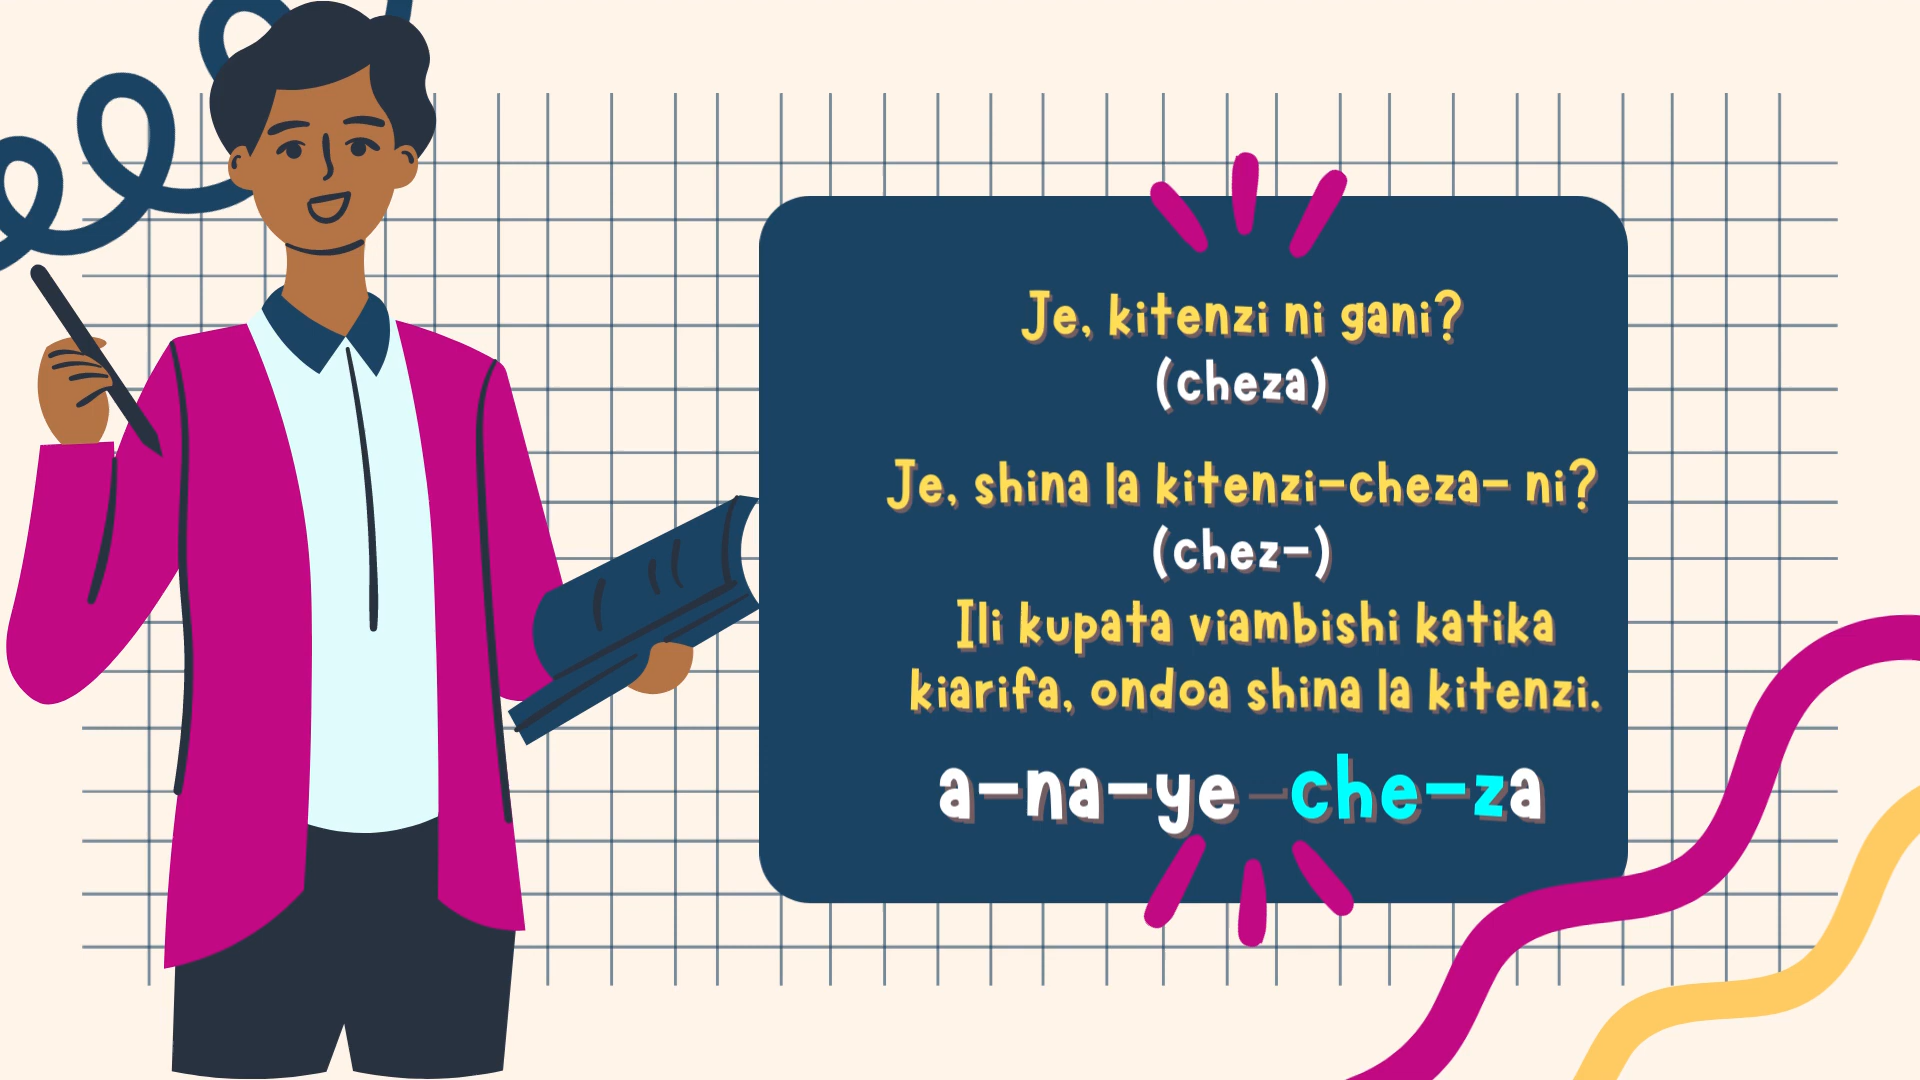 Je, kitenzi ni gani?
(cheza)
Je, shina la kitenzi-cheza- ni?
(chez-)
Ili kupata viambishi katika
kiarifa, ondoa shina la kitenzi.
a-na-ye-che-za